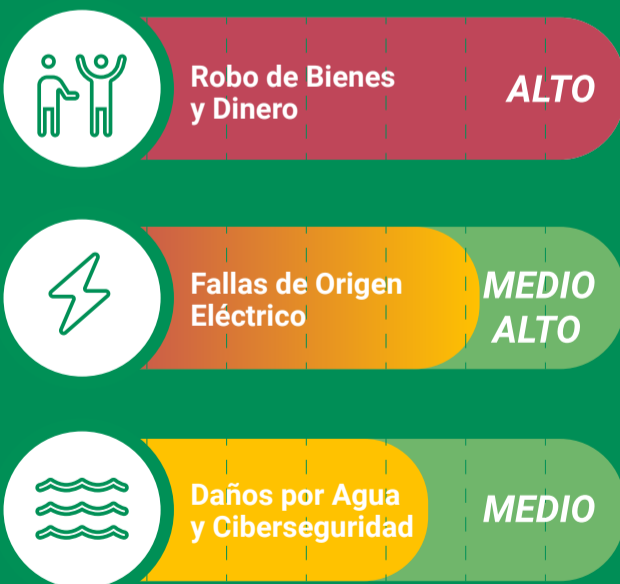 Robo de Bienes
y Dinero
ALTO
Fallas de Origen
Eléctrico
MEDIO
ALTO
Daños por Agua
y Ciberseguridad
MEDIO